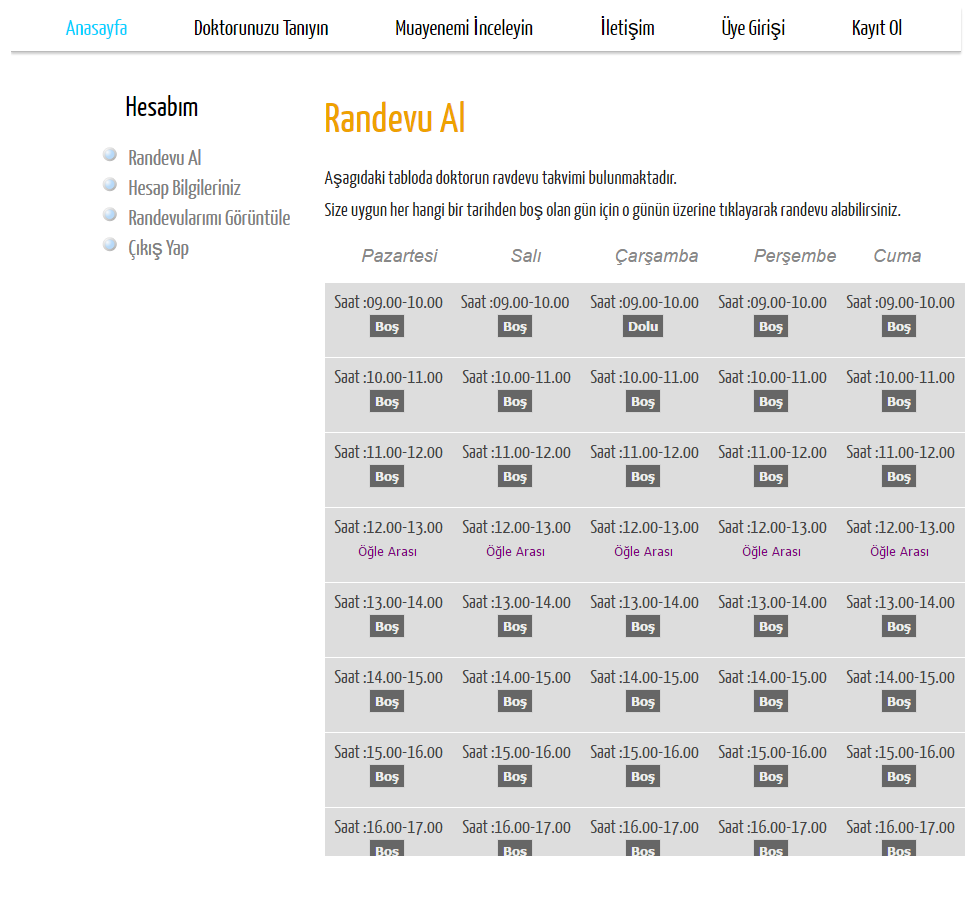 Anasayfa Doktorunuzu Tanıyın Muayenemi İnceleyin İletişim Üye Girişi Kayıt Ol
Hesabım
Randevu Al
Hesap Bilgileriniz
Randevularımı Görüntüle
Çıkış Yap
Randevu Al
Aşagıdaki tabloda doktorun ravdevu takvimi bulunmaktadır.
Size uygun her hangi bir tarihden boş olan gün için o günün üzerine tıklayarak randevu alabilirsiniz.
Pazartesi Salı Çarşamba Perşembe Cuma
Saat :09.00-10.00 Saat :09.00-10.00 Saat :09.00-10.00 Saat :09.00-10.00 Saat :09.00-10.00
Boş Boş Dolu Boş Boş
Saat :10.00-11.00 Saat :10.00-11.00 Saat :10.00-11.00 Saat :10.00-11.00 Saat :10.00-11.00
Boş Boş Boş Boş Boş
Saat :11.00-12.00 Saat :11.00-12.00 Saat :11.00-12.00 Saat :11.00-12.00 Saat :11.00-12.00
Boş Boş Boş Boş Boş
Saat :12.00-13.00 Saat :12.00-13.00 Saat :12.00-13.00 Saat :12.00-13.00 Saat :12.00-13.00
Öğle Arası Öğle Arası Öğle Arası Öğle Arası Öğle Arası
Saat :13.00-14.00 Saat :13.00-14.00 Saat :13.00-14.00 Saat :13.00-14.00 Saat :13.00-14.00
Boş Boş Boş Boş Boş
Saat :14.00-15.00 Saat :14.00-15.00 Saat :14.00-15.00 Saat :14.00-15.00 Saat :14.00-15.00
Boş Boş Boş Boş Boş
Saat :15.00-16.00 Saat :15.00-16.00 Saat :15.00-16.00 Saat :15.00-16.00 Saat :15.00-16.00
Boş Boş Boş Boş Boş
Saat :16.00-17.00 Saat :16.00-17.00 Saat :16.00-17.00 Saat :16.00-17.00 Saat :16.00-17.00
Boş Boş Boş Boş Boş